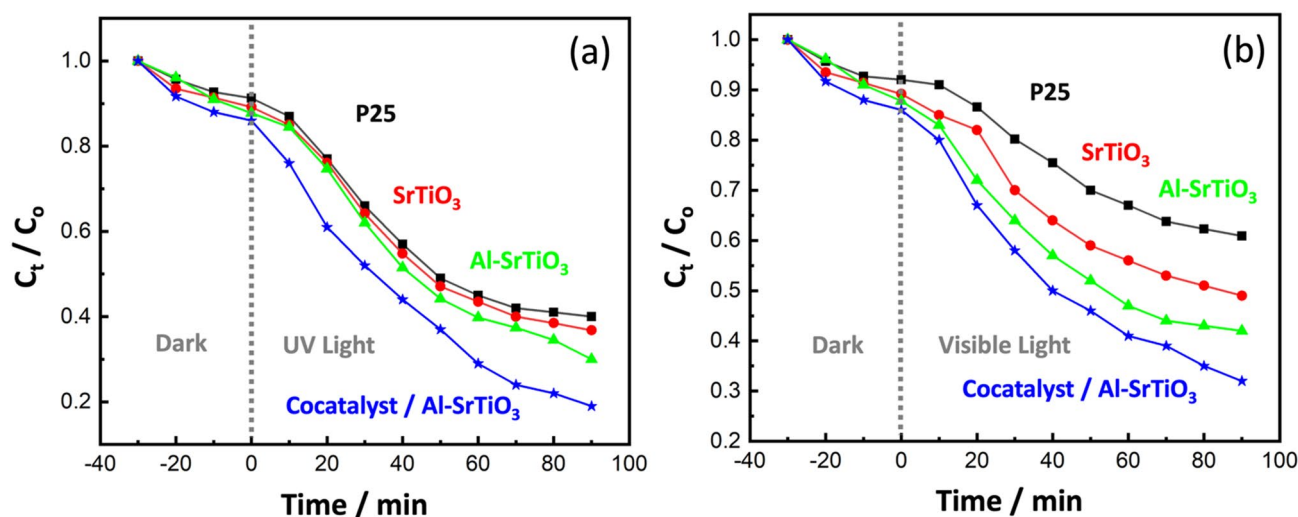 (a)
P25
SrTiO₃
Al-SrTiO₃
Dark
UV Light
Cocatalyst / Al-SrTiO₃
Cₜ / Cₒ
1.0
0.8
0.6
0.4
0.2
-40 -20 0 20 40 60 80 100
Time / min
(b)
P25
SrTiO₃
Al-SrTiO₃
Dark
Visible Light
Cocatalyst / Al-SrTiO₃
Cₜ / Cₒ
1.0
0.9
0.8
0.7
0.6
0.5
0.4
0.3
0.2
-40 -20 0 20 40 60 80 100
Time / min